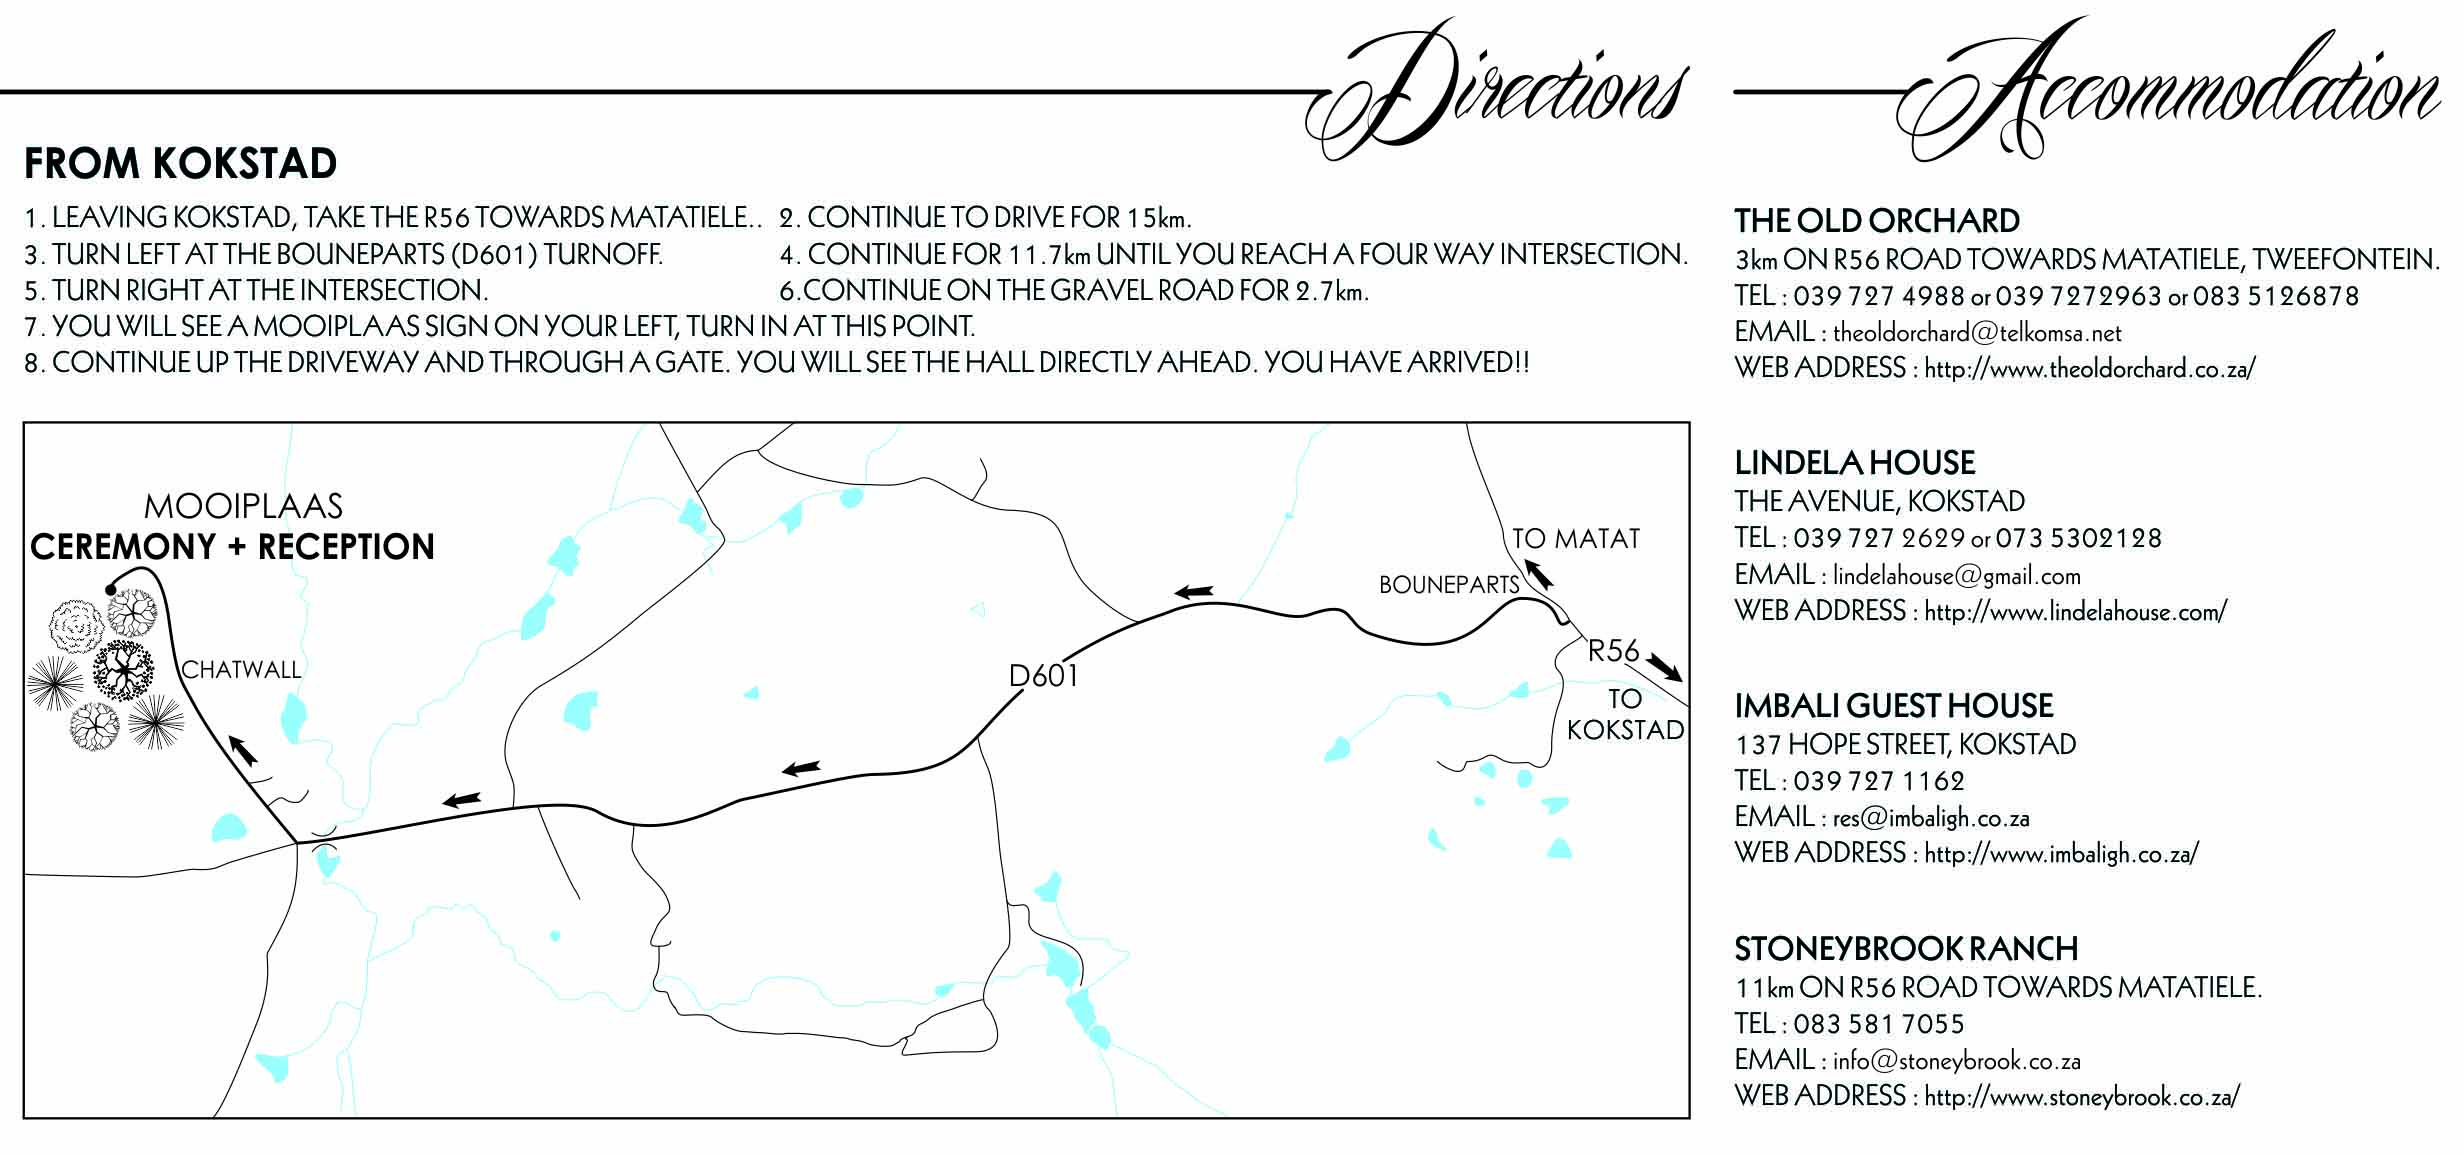 Directions
FROM KOKSTAD
1. LEAVING KOKSTAD, TAKE THE R56 TOWARDS MATATIELE.. 2. CONTINUE TO DRIVE FOR 15km.
3. TURN LEFT AT THE BOUNEPARTS (D601) TURNOFF. 4. CONTINUE FOR 11.7km UNTIL YOU REACH A FOUR WAY INTERSECTION.
5. TURN RIGHT AT THE INTERSECTION. 6.CONTINUE ON THE GRAVEL ROAD FOR 2.7km.
7. YOU WILL SEE A MOOIPLAAS SIGN ON YOUR LEFT, TURN IN AT THIS POINT.
8. CONTINUE UP THE DRIVEWAY AND THROUGH A GATE. YOU WILL SEE THE HALL DIRECTLY AHEAD. YOU HAVE ARRIVED!!
MOOIPLAAS
CEREMONY + RECEPTION
CHATWALL
D601
BOUNEPARTS
TO MATAT
R56
TO
KOKSTAD
Accommodation
THE OLD ORCHARD
3km ON R56 ROAD TOWARDS MATATIELE, TWEEFONTEIN.
TEL : 039 727 4988 or 039 7272963 or 083 5126878
EMAIL : theoldorchard@telkomsa.net
WEB ADDRESS : http://www.theoldorchard.co.za/
LINDELA HOUSE
THE AVENUE, KOKSTAD
TEL : 039 727 2629 or 073 5302128
EMAIL : lindelahouse@gmail.com
WEB ADDRESS : http://www.lindelahouse.com/
IMBALI GUEST HOUSE
137 HOPE STREET, KOKSTAD
TEL : 039 727 1162
EMAIL : res@imbaligh.co.za
WEB ADDRESS : http://www.imbaligh.co.za/
STONEYBROOK RANCH
11km ON R56 ROAD TOWARDS MATATIELE.
TEL : 083 581 7055
EMAIL : info@stoneybrook.co.za
WEB ADDRESS : http://www.stoneybrook.co.za/